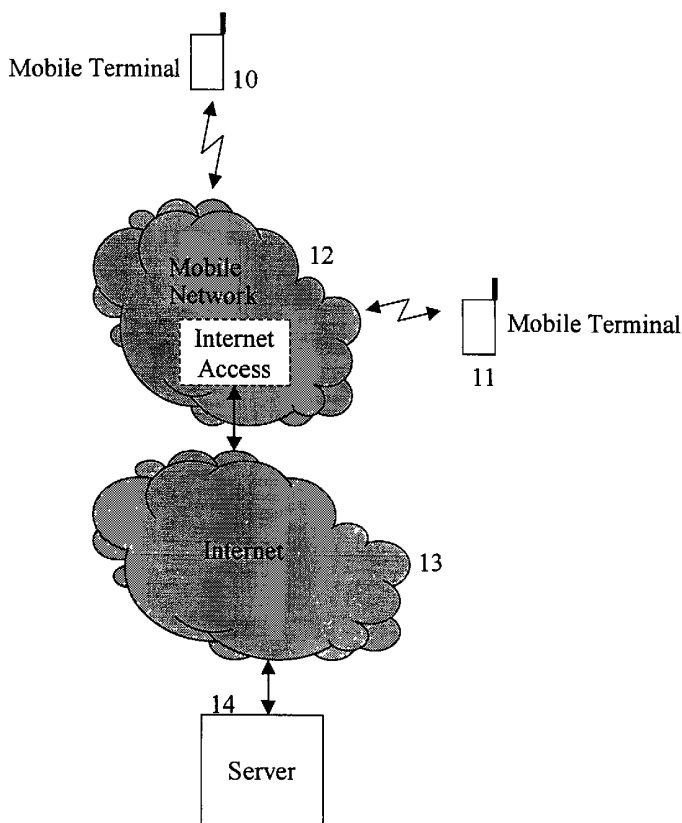 Mobile Terminal
10
12
Mobile
Network
Internet
Access
Mobile Terminal
11
Internet
13
14
Server